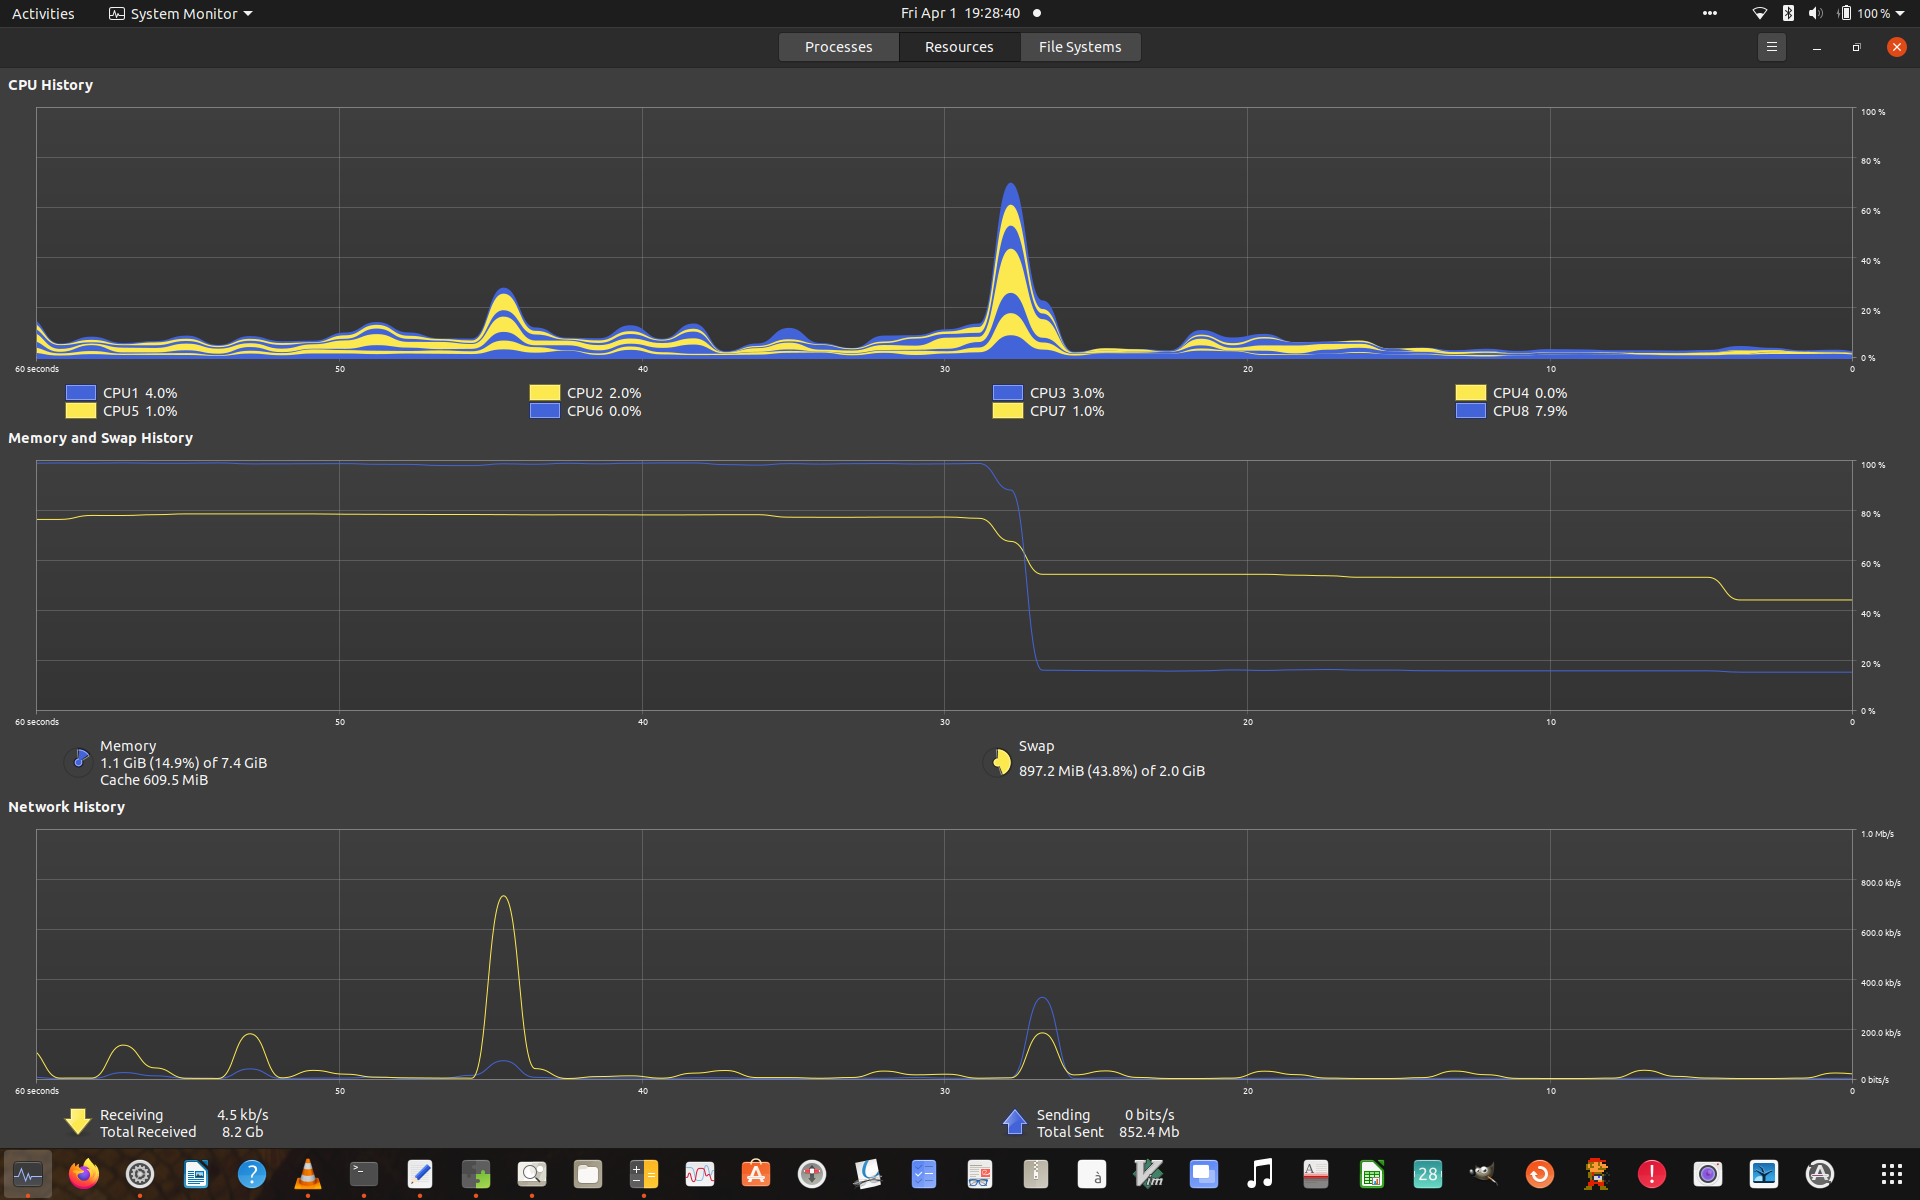 Activities
System Monitor
Fri Apr 1 19:28:40
100 %
Processes
Resources
File Systems
CPU History
100 %
80 %
60 %
40 %
20 %
0 %
60 seconds 50 40 30 20 10 0
CPU1 4.0% CPU2 2.0% CPU3 3.0% CPU4 0.0%
CPU5 1.0% CPU6 0.0% CPU7 1.0% CPU8 7.9%
Memory and Swap History
100 %
80 %
60 %
40 %
20 %
0 %
60 seconds 50 40 30 20 10 0
Memory
1.1 GiB (14.9%) of 7.4 GiB
Cache 609.5 MiB
Swap
897.2 MiB (43.8%) of 2.0 GiB
Network History
1.0 Mb/s
800.0 kb/s
600.0 kb/s
400.0 kb/s
200.0 kb/s
0 bits/s
60 seconds 50 40 30 20 10 0
Receiving 4.5 kb/s
Total Received 8.2 Gb
Sending 0 bits/s
Total Sent 852.4 Mb
?
>_
A
à
Vim
A
28
!